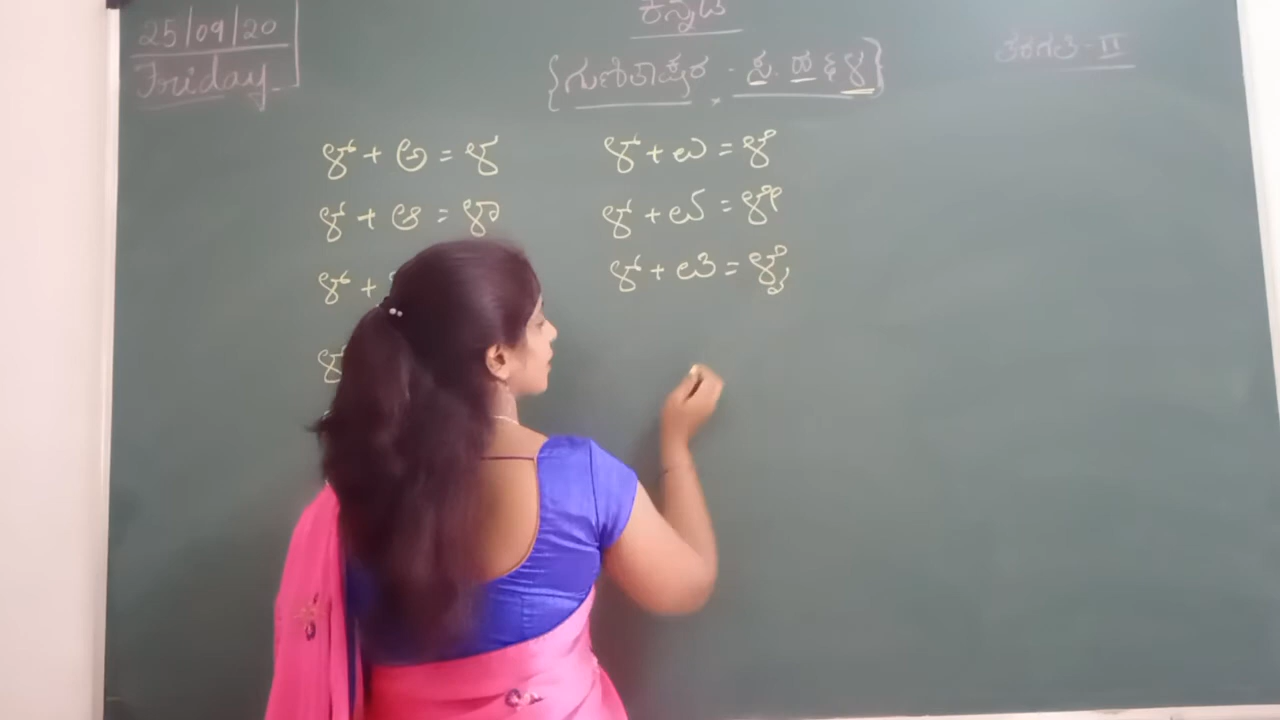 25/09/20
Friday
ಕನ್ನಡ
{ಗುಣಿತಾಕ್ಷರ - ಸ, ಹ & ಳ}
ತರಗತಿ - II
ಳ್ + ಅ = ಳ
ಳ್ + ಆ = ಳಾ
ಳ್ +
ಳ್ + ಎ = ಳೆ
ಳ್ + ಏ = ಳೇ
ಳ್ + ಐ = ಳೈ